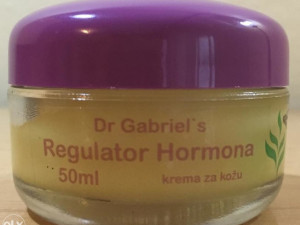 Dr Gabriel`s
Regulator Hormona
50ml krema za kožu